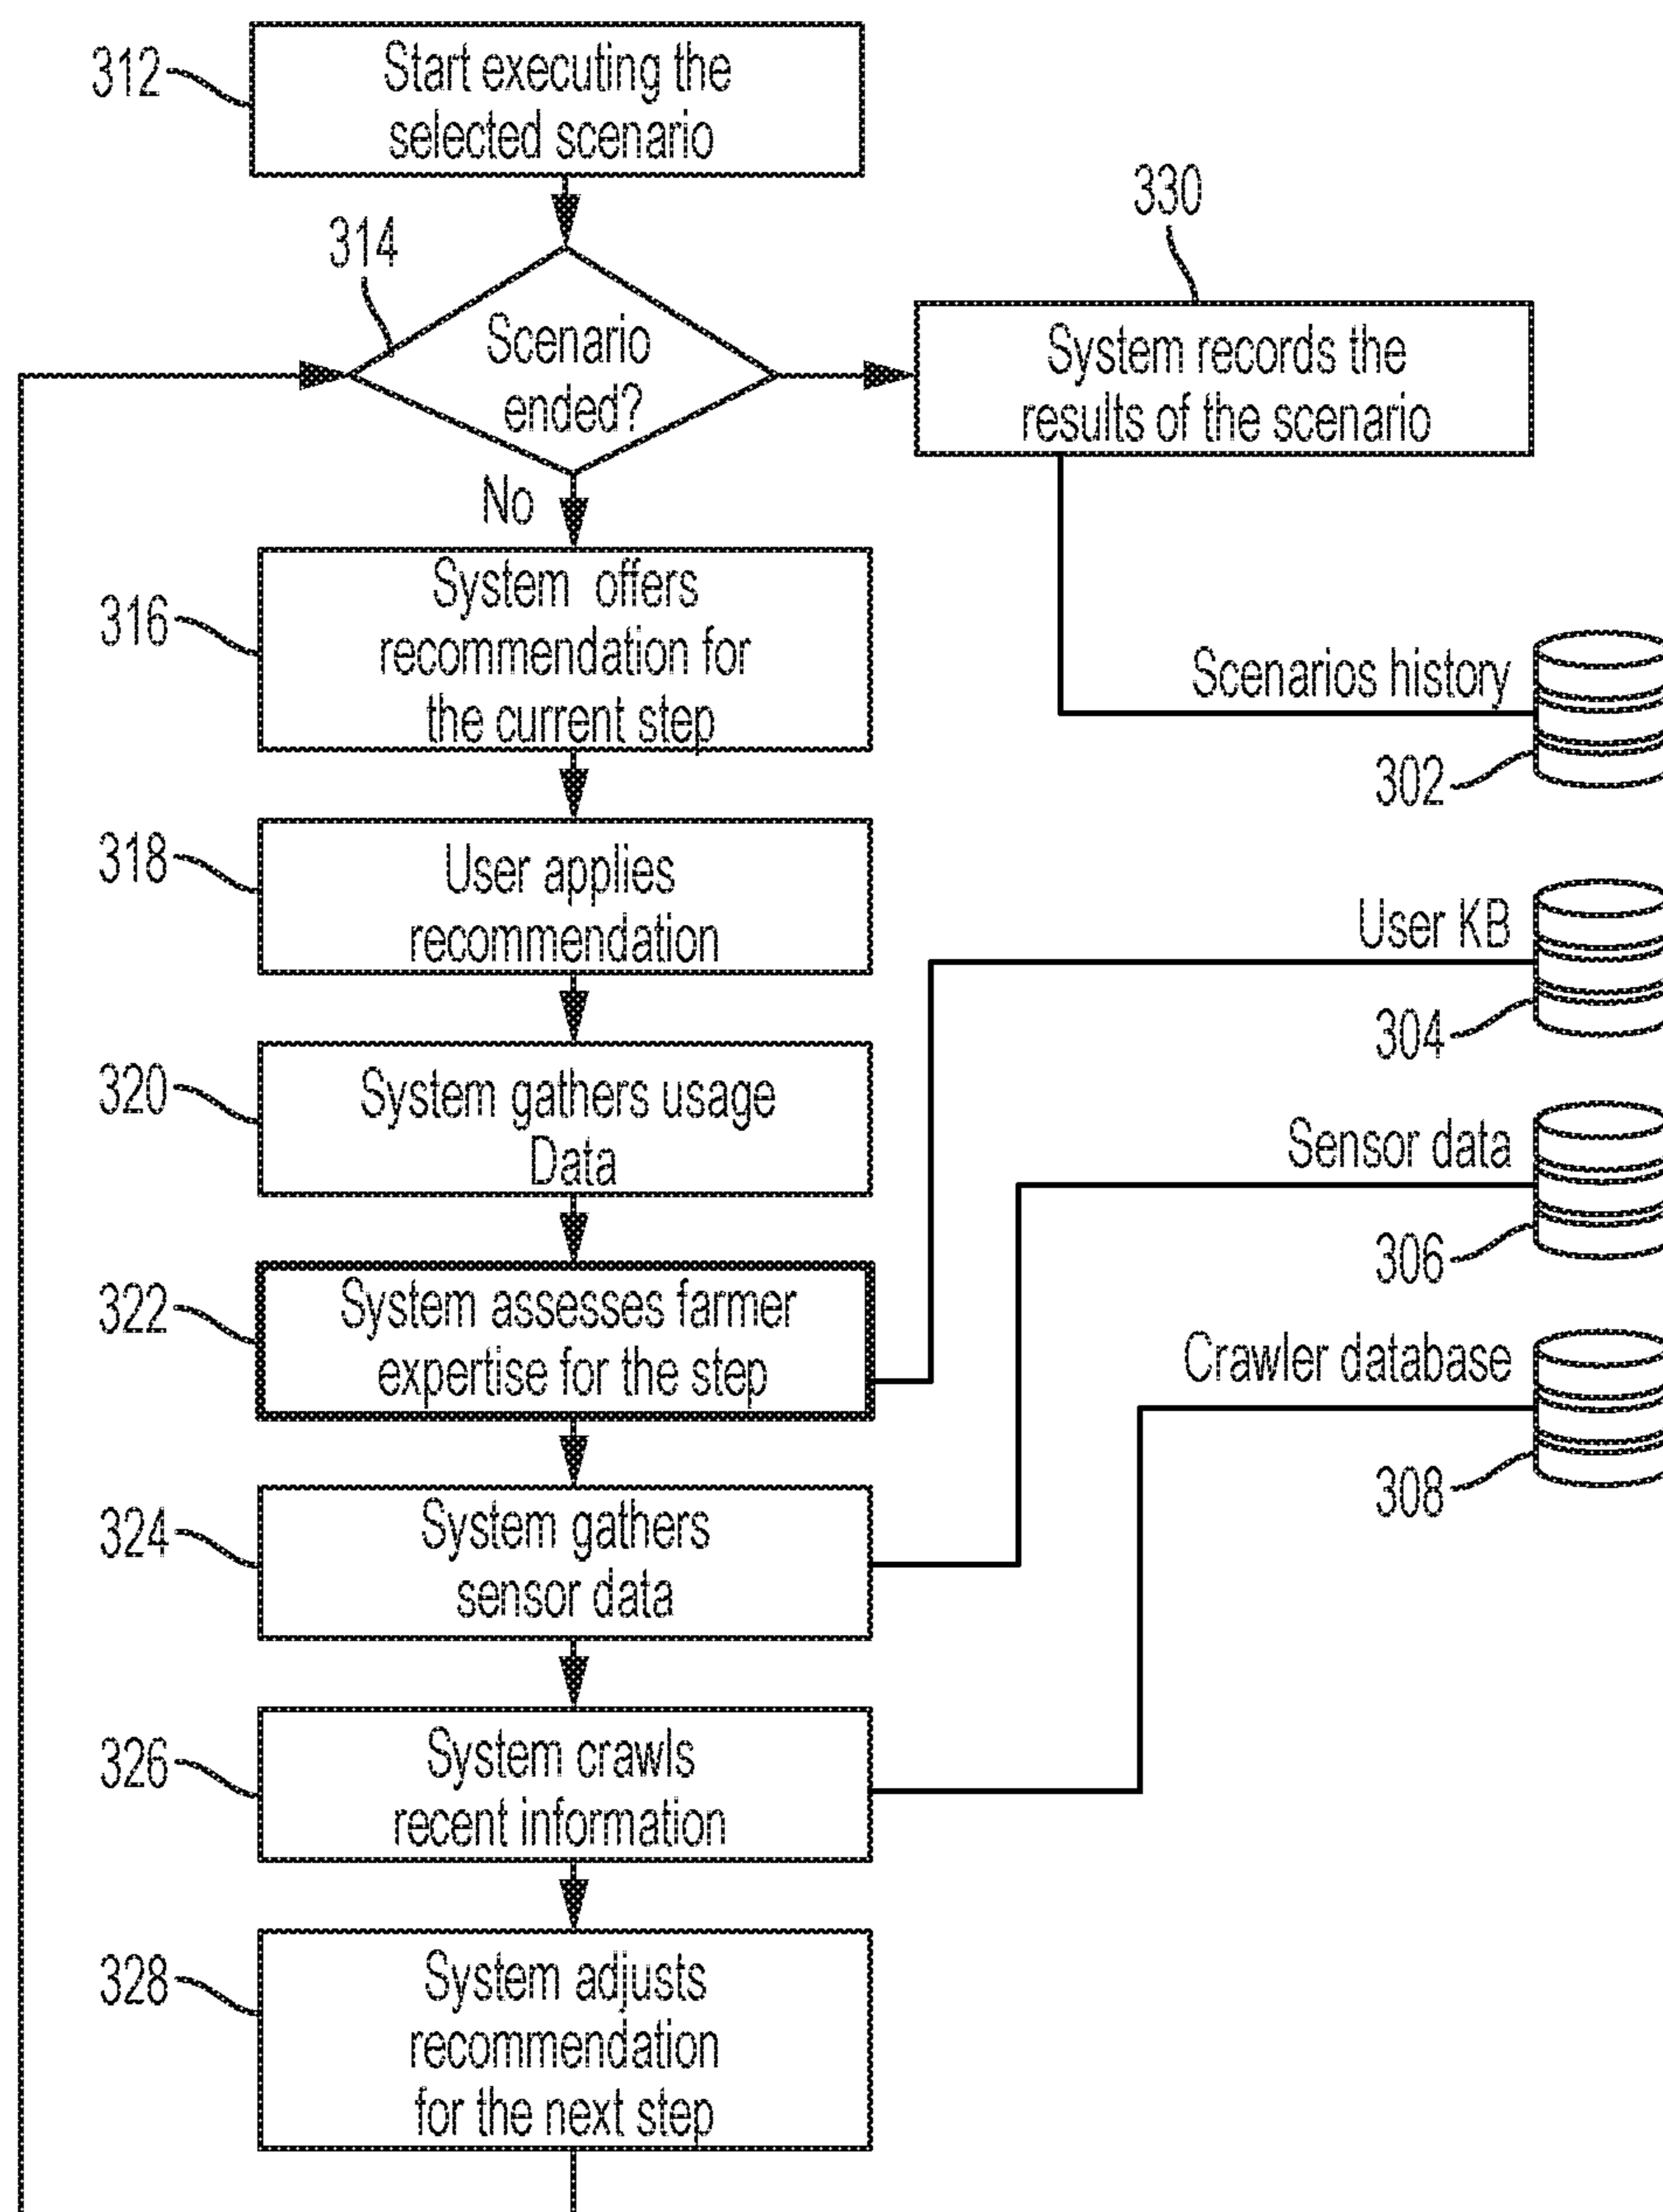 312
Start executing the
selected scenario
330
314
Scenario
ended?
System records the
results of the scenario
No
316
System offers
recommendation for
the current step
Scenarios history
302
318
User applies
recommendation
User KB
304
320
System gathers usage
Data
Sensor data
306
322
System assesses farmer
expertise for the step
Crawler database
308
324
System gathers
sensor data
326
System crawls
recent information
328
System adjusts
recommendation
for the next step